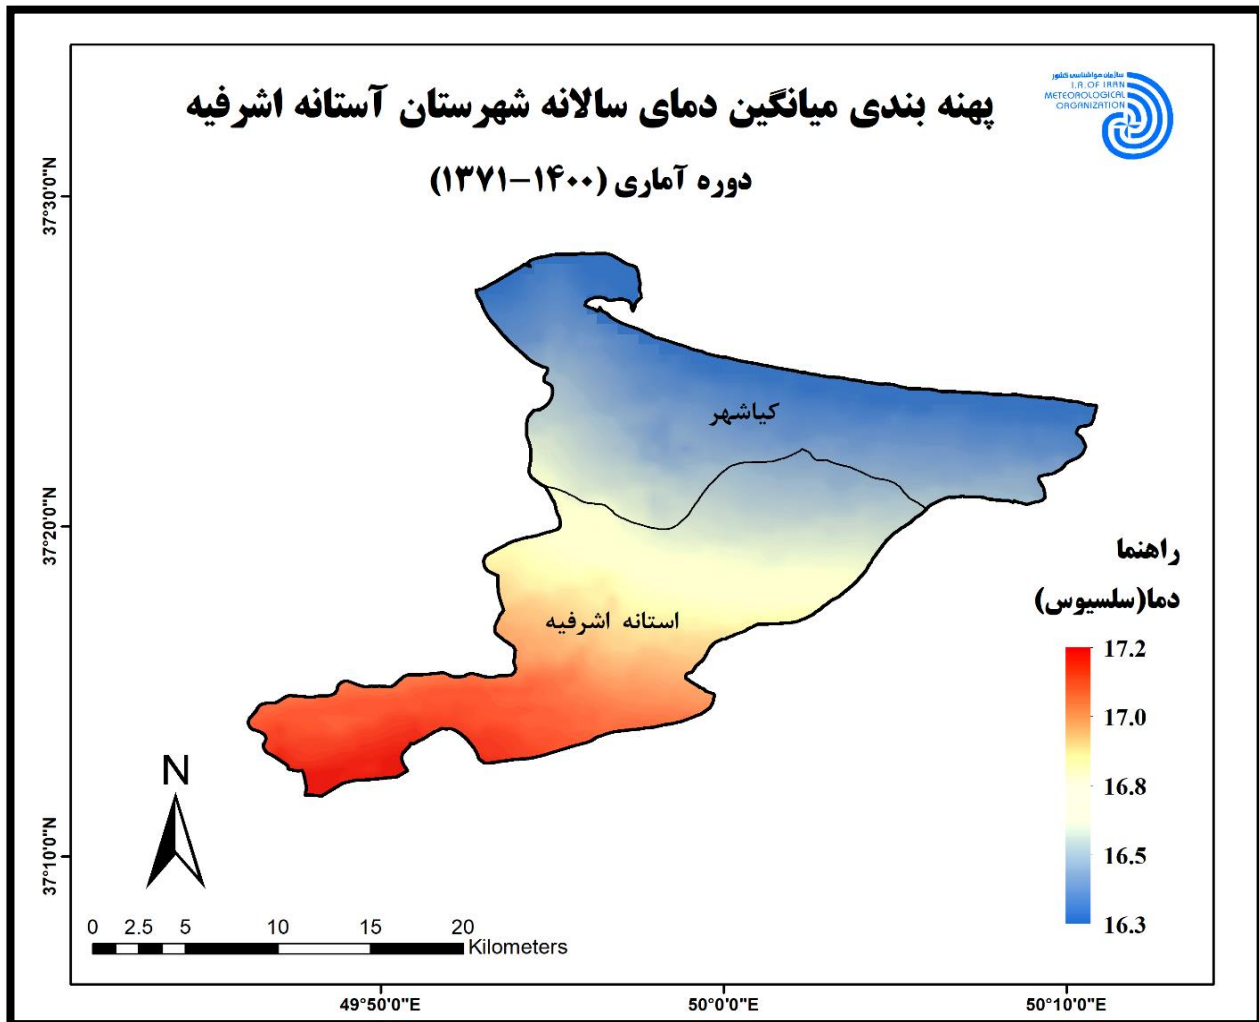 سازمان هواشناسی کشور
I.R.OF IRAN
METEOROLOGICAL
ORGANIZATION
پهنه بندی میانگین دمای سالانه شهرستان آستانه اشرفیه
دوره آماری (۱۴۰۰-۱۳۷۱)
37°30'0"N
37°20'0"N
37°10'0"N
کیاشهر
استانه اشرفیه
راهنما
دما(سلسیوس)
17.2
17.0
16.8
16.5
16.3
N
0 2.5 5 10 15 20
Kilometers
49°50'0"E 50°0'0"E 50°10'0"E